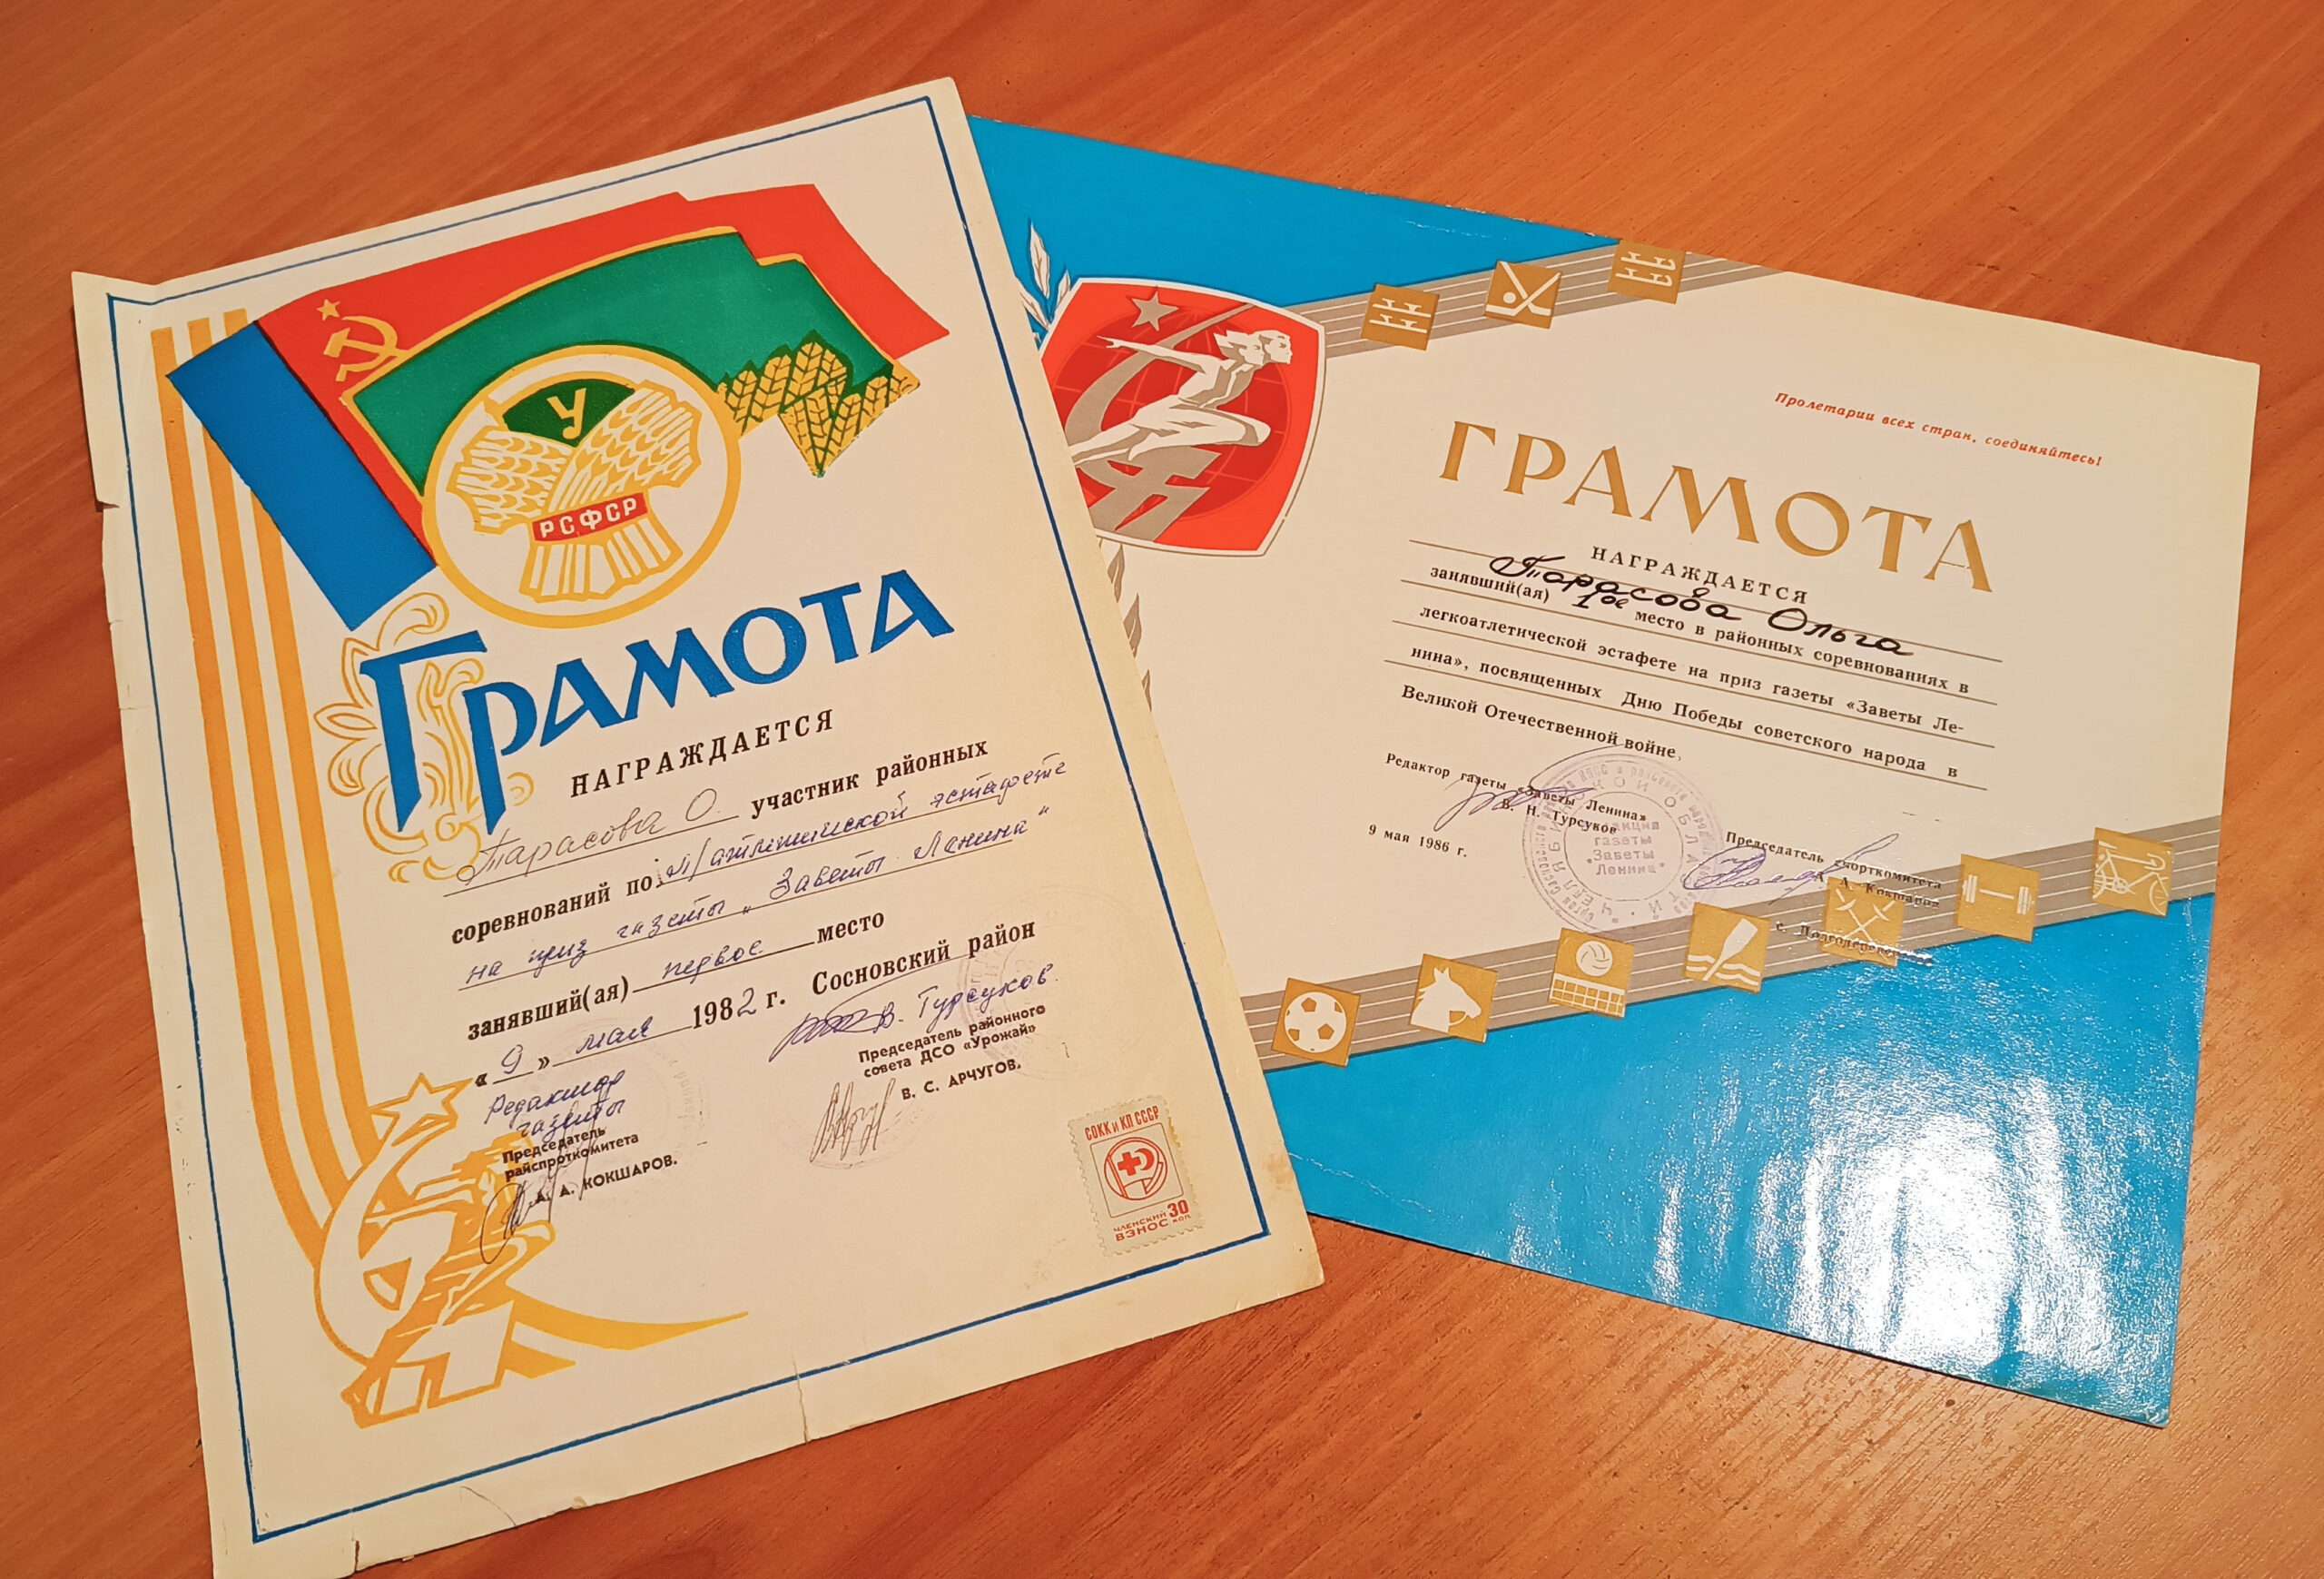 У
РСФСР
ГРАМОТА
НАГРАЖДАЕТСЯ
Тарасова О. участник районных
соревнований по л/атлетической эстафете
на приз газеты „Заветы Ленина"
занявший(ая) первое место
«9» мая 1982 г. Сосновский район
В. Турсуков.
Редактор
газеты
Председатель
райспроткомитета
А. А. КОКШАРОВ.
Председатель районного
совета ДСО «Урожай»
В. С. АРЧУГОВ.
СОКК и КП СССР
ЧЛЕНСКИЙ 30
ВЗНОС коп
Пролетарии всех стран, соединяйтесь!
ГРАМОТА
НАГРАЖДАЕТСЯ
Тарасова Ольга
занявший(ая) 1ое место в районных соревнованиях в
легкоатлетической эстафете на приз газеты «Заветы Ле-
нина», посвященных Дню Победы советского народа в
Великой Отечественной войне.
Редактор газеты «Заветы Ленина»
В. Н. Турсуков
9 мая 1986 г.
газеты
"Заветы
Ленина"
Председатель спорткомитета
А. А. Кокшаров